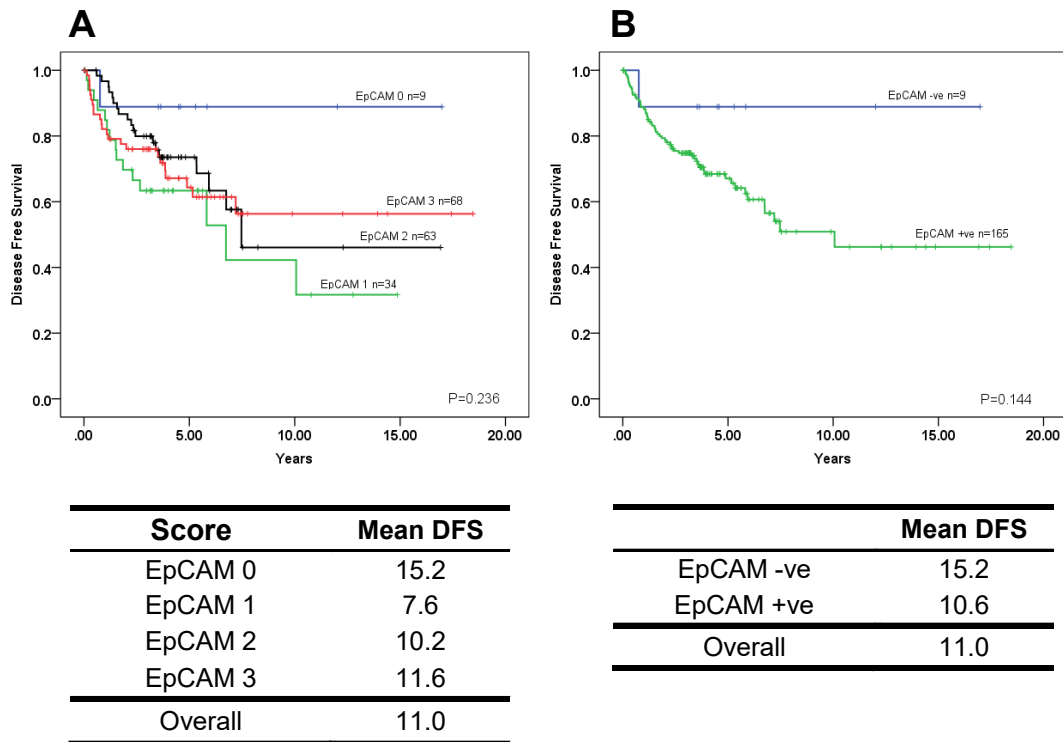 A
B
1.0
0.8
0.6
0.4
0.2
0.0
Disease Free Survival
EpCAM 0 n=9
EpCAM 3 n=68
EpCAM 2 n=63
EpCAM 1 n=34
P=0.236
.00
5.00
10.00
15.00
20.00
Years
1.0
0.8
0.6
0.4
0.2
0.0
Disease Free Survival
EpCAM -ve n=9
EpCAM +ve n=165
P=0.144
.00
5.00
10.00
15.00
20.00
Years
Score Mean DFS
EpCAM 0 15.2
EpCAM 1 7.6
EpCAM 2 10.2
EpCAM 3 11.6
Overall 11.0
Mean DFS
EpCAM -ve 15.2
EpCAM +ve 10.6
Overall 11.0